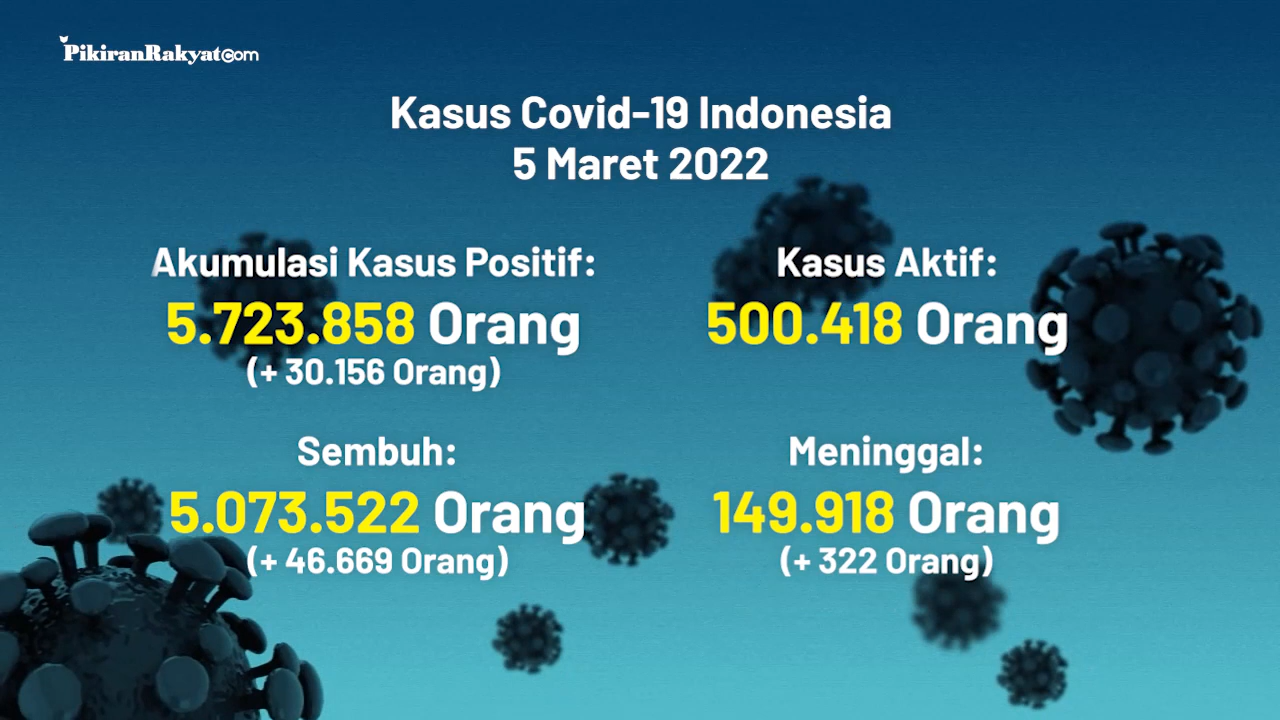 PikiranRakyat.com
Kasus Covid-19 Indonesia
5 Maret 2022
Akumulasi Kasus Positif:
5.723.858 Orang
(+ 30.156 Orang)
Kasus Aktif:
500.418 Orang
Sembuh:
5.073.522 Orang
(+ 46.669 Orang)
Meninggal:
149.918 Orang
(+ 322 Orang)